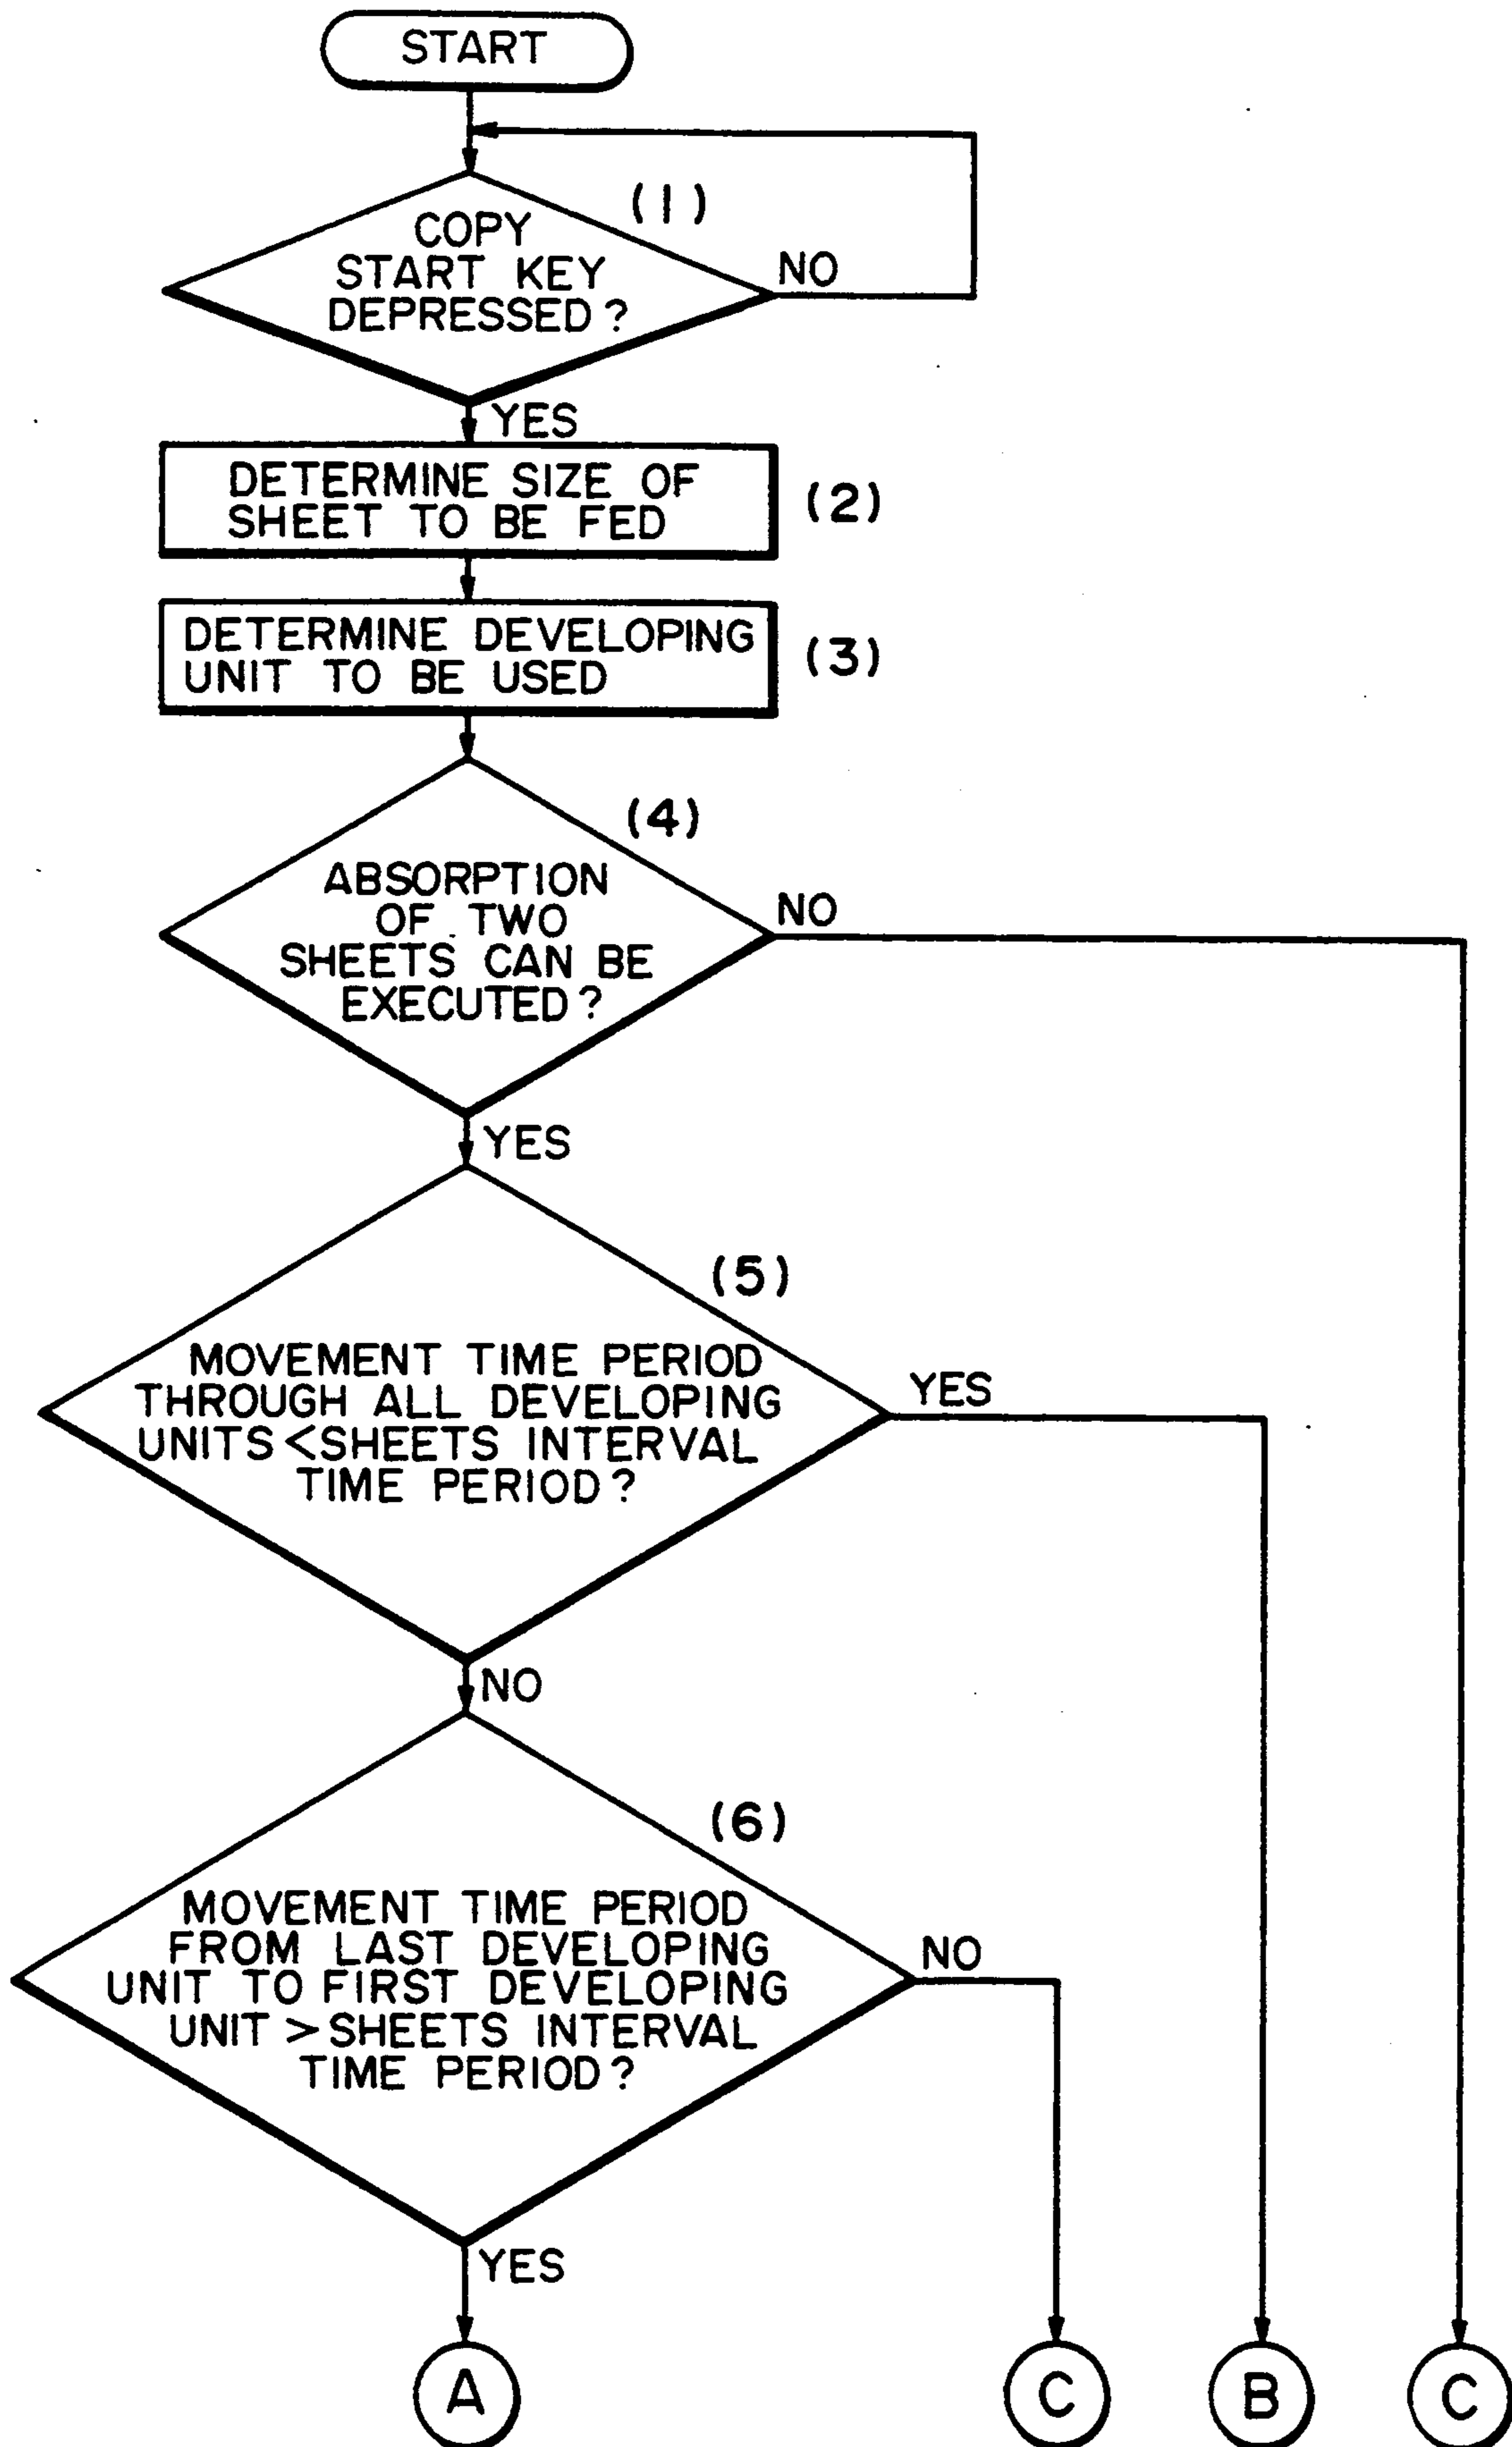 START
(1)
COPY
START KEY
DEPRESSED?
NO
YES
DETERMINE SIZE OF
SHEET TO BE FED
(2)
DETERMINE DEVELOPING
UNIT TO BE USED
(3)
(4)
ABSORPTION
OF TWO
SHEETS CAN BE
EXECUTED?
NO
YES
(5)
MOVEMENT TIME PERIOD
THROUGH ALL DEVELOPING
UNITS <SHEETS INTERVAL
TIME PERIOD?
YES
NO
(6)
MOVEMENT TIME PERIOD
FROM LAST DEVELOPING
UNIT TO FIRST DEVELOPING
UNIT >SHEETS INTERVAL
TIME PERIOD?
NO
YES
A
C
B
C